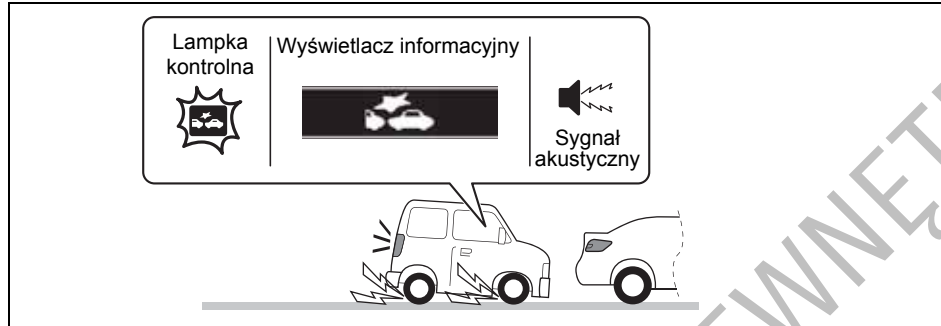 Lampka
kontrolna
Wyświetlacz informacyjny
Sygnał
akustyczny